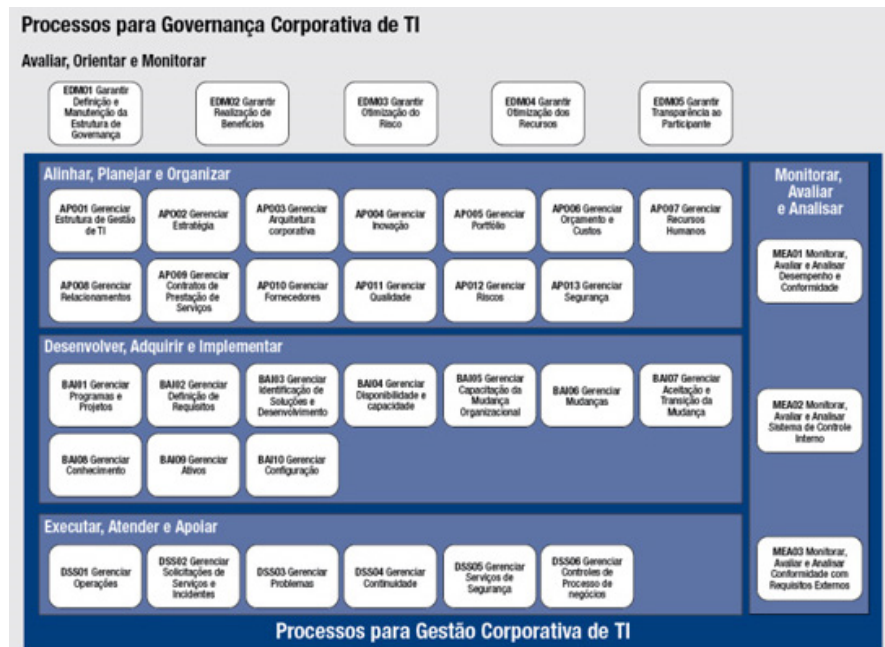 Processos para Governança Corporativa de TI
Avaliar, Orientar e Monitorar
EDM01 Garantir
Definição e
Manutenção da
Estrutura de
Governança
EDM02 Garantir
Realização de
Benefícios
EDM03 Garantir
Otimização do
Risco
EDM04 Garantir
Otimização dos
Recursos
EDM05 Garantir
Transparência ao
Participante
Alinhar, Planejar e Organizar
APO01 Gerenciar
Estrutura de Gestão
de TI
APO02 Gerenciar
Estratégia
APO03 Gerenciar
Arquitetura
corporativa
APO04 Gerenciar
Inovação
APO05 Gerenciar
Portfólio
APO06 Gerenciar
Orçamento e
Custos
APO07 Gerenciar
Recursos
Humanos
APO08 Gerenciar
Relacionamentos
APO09 Gerenciar
Contratos de
Prestação de
Serviços
APO10 Gerenciar
Fornecedores
APO11 Gerenciar
Qualidade
APO12 Gerenciar
Riscos
APO13 Gerenciar
Segurança
Desenvolver, Adquirir e Implementar
BAI01 Gerenciar
Programas e
Projetos
BAI02 Gerenciar
Definição de
Requisitos
BAI03 Gerenciar
Identificação de
Soluções e
Desenvolvimento
BAI04 Gerenciar
Disponibilidade e
capacidade
BAI05 Gerenciar
Capacitação da
Mudança
Organizacional
BAI06 Gerenciar
Mudanças
BAI07 Gerenciar
Aceitação e
Transição da
Mudança
BAI08 Gerenciar
Conhecimento
BAI09 Gerenciar
Ativos
BAI10 Gerenciar
Configuração
Executar, Atender e Apoiar
DSS01 Gerenciar
Operações
DSS02 Gerenciar
Solicitações de
Serviços e
Incidentes
DSS03 Gerenciar
Problemas
DSS04 Gerenciar
Continuidade
DSS05 Gerenciar
Serviços de
Segurança
DSS06 Gerenciar
Controles de
Processo de
negócios
Monitorar,
Avaliar
e Analisar
MEA01 Monitorar,
Avaliar e Analisar
Desempenho e
Conformidade
MEA02 Monitorar,
Avaliar e Analisar
Sistema de Controle
Interno
MEA03 Monitorar,
Avaliar e Analisar
Conformidade com
Requisitos Externos
Processos para Gestão Corporativa de TI